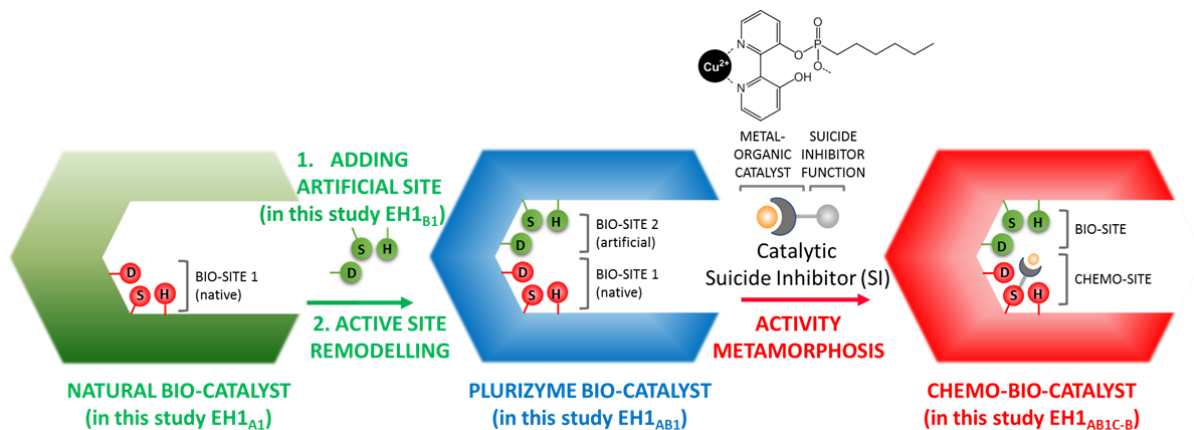 N
N
Cu2+
O
P
O
O
OH
METAL-
ORGANIC
CATALYST
SUICIDE
INHIBITOR
FUNCTION
1. ADDING
ARTIFICIAL SITE
(in this study EH1B1)
S H
D
2. ACTIVE SITE
REMODELLING
D
S H
BIO-SITE 1
(native)
S H
D
BIO-SITE 2
(artificial)
D
S H
BIO-SITE 1
(native)
Catalytic
Suicide Inhibitor (SI)
ACTIVITY
METAMORPHOSIS
S H
D
BIO-SITE
D
S H
CHEMO-SITE
NATURAL BIO-CATALYST
(in this study EH1A1)
PLURIZYME BIO-CATALYST
(in this study EH1AB1)
CHEMO-BIO-CATALYST
(in this study EH1AB1C-B)